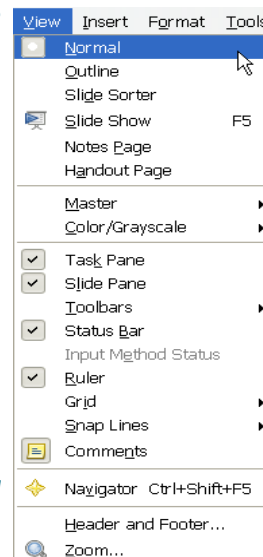 View Insert Format Tools
Normal
Outline
Slide Sorter
Slide Show F5
Notes Page
Handout Page
Master
Color/Grayscale
Task Pane
Slide Pane
Toolbars
Status Bar
Input Method Status
Ruler
Grid
Snap Lines
Comments
Navigator Ctrl+Shift+F5
Header and Footer...
Zoom...